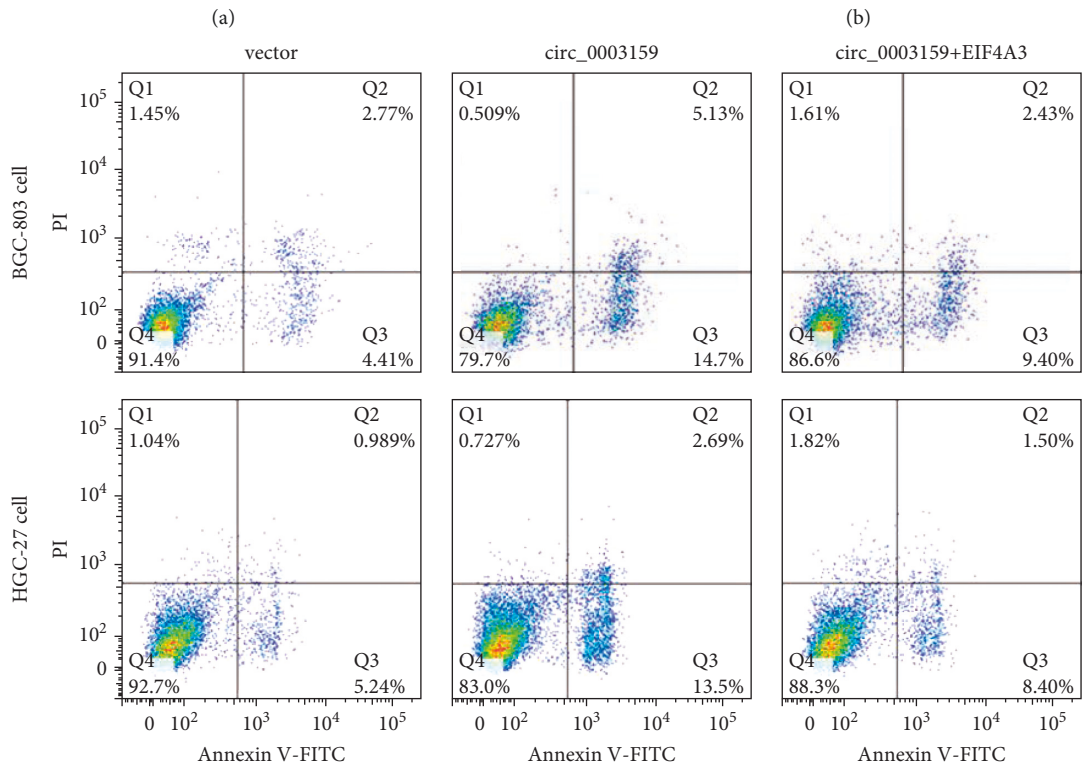 (a) (b)
vector circ_0003159 circ_0003159+EIF4A3
BGC-803 cell
PI
10^5
10^4
10^3
10^2
0
Q1 Q2
1.45% 2.77%
Q4 Q3
91.4% 4.41%
Q1 Q2
0.509% 5.13%
Q4 Q3
79.7% 14.7%
Q1 Q2
1.61% 2.43%
Q4 Q3
86.6% 9.40%
HGC-27 cell
PI
10^5
10^4
10^3
10^2
0
Q1 Q2
1.04% 0.989%
Q4 Q3
92.7% 5.24%
Q1 Q2
0.727% 2.69%
Q4 Q3
83.0% 13.5%
Q1 Q2
1.82% 1.50%
Q4 Q3
88.3% 8.40%
0 10^2 10^3 10^4 10^5 0 10^2 10^3 10^4 10^5 0 10^2 10^3 10^4 10^5
Annexin V-FITC Annexin V-FITC Annexin V-FITC